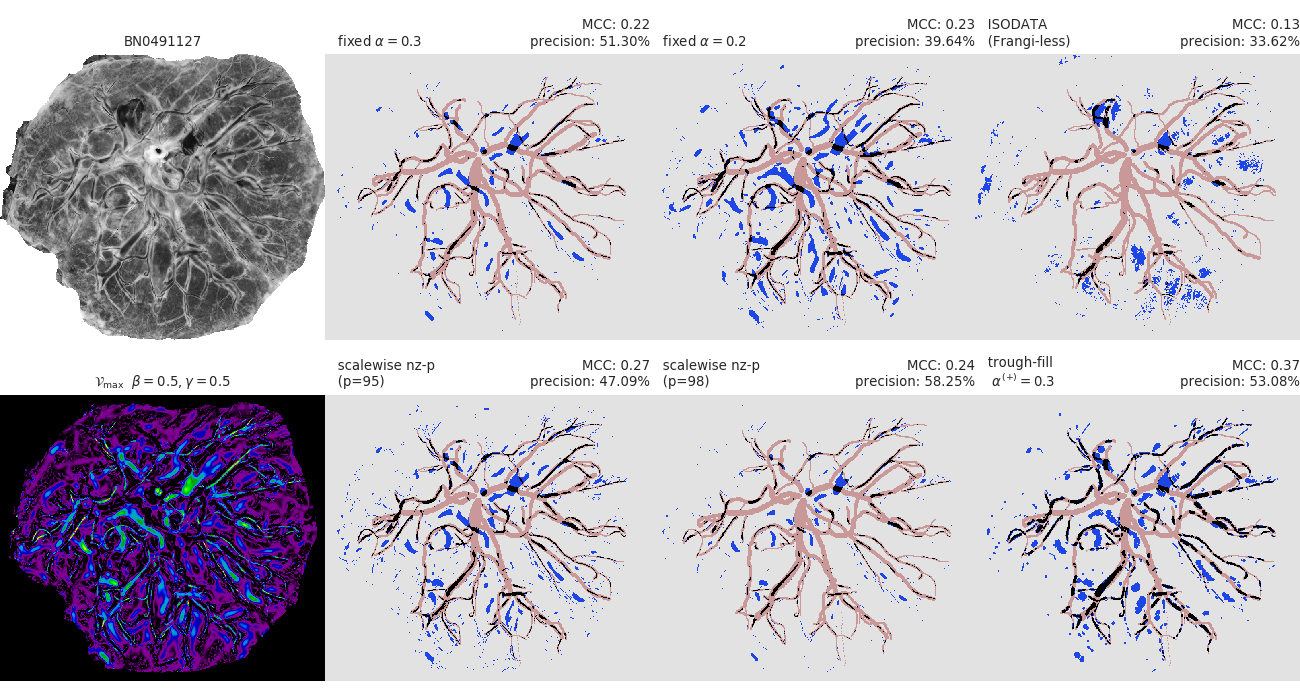 BN0491127
fixed α = 0.3
MCC: 0.22
precision: 51.30%
fixed α = 0.2
MCC: 0.23
precision: 39.64%
ISODATA
(Frangi-less)
MCC: 0.13
precision: 33.62%
𝒱max β = 0.5, γ = 0.5
scalewise nz-p
(p=95)
MCC: 0.27
precision: 47.09%
scalewise nz-p
(p=98)
MCC: 0.24
precision: 58.25%
trough-fill
α(+) = 0.3
MCC: 0.37
precision: 53.08%